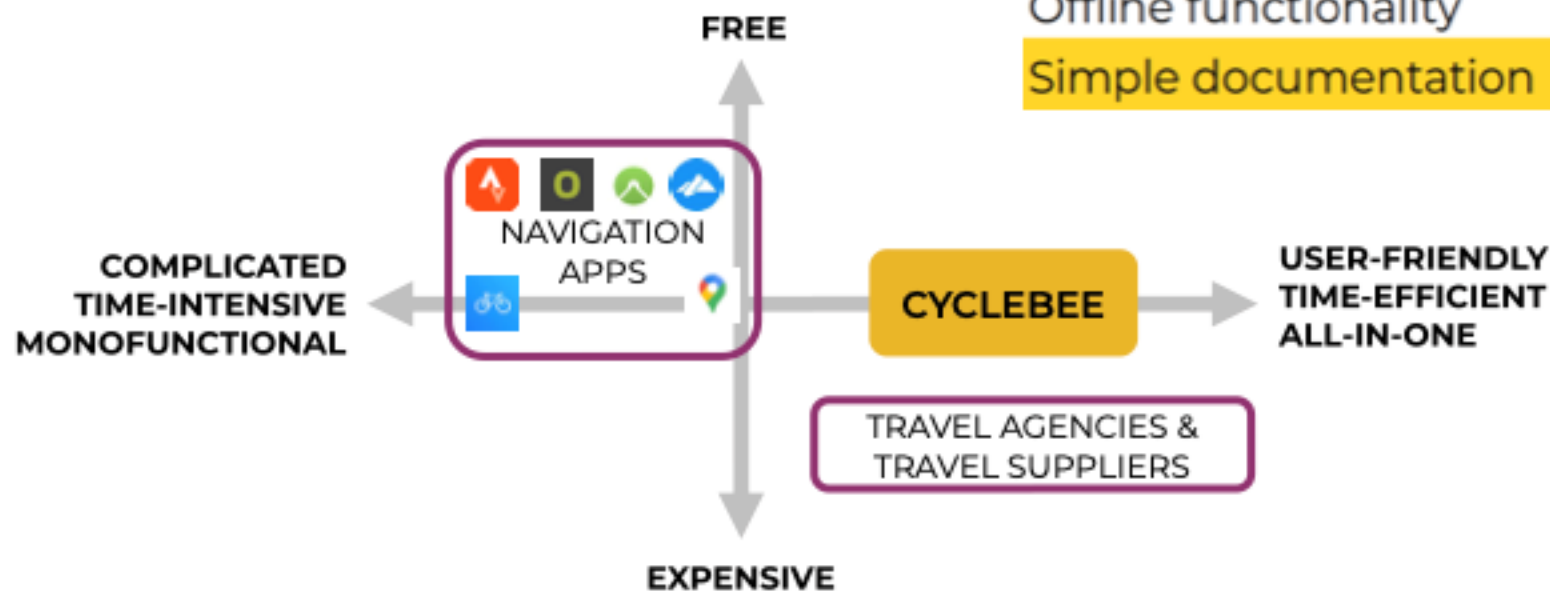 Offline functionality
Simple documentation
FREE
O
NAVIGATION
APPS
COMPLICATED
TIME-INTENSIVE
MONOFUNCTIONAL
CYCLEBEE
USER-FRIENDLY
TIME-EFFICIENT
ALL-IN-ONE
TRAVEL AGENCIES &
TRAVEL SUPPLIERS
EXPENSIVE